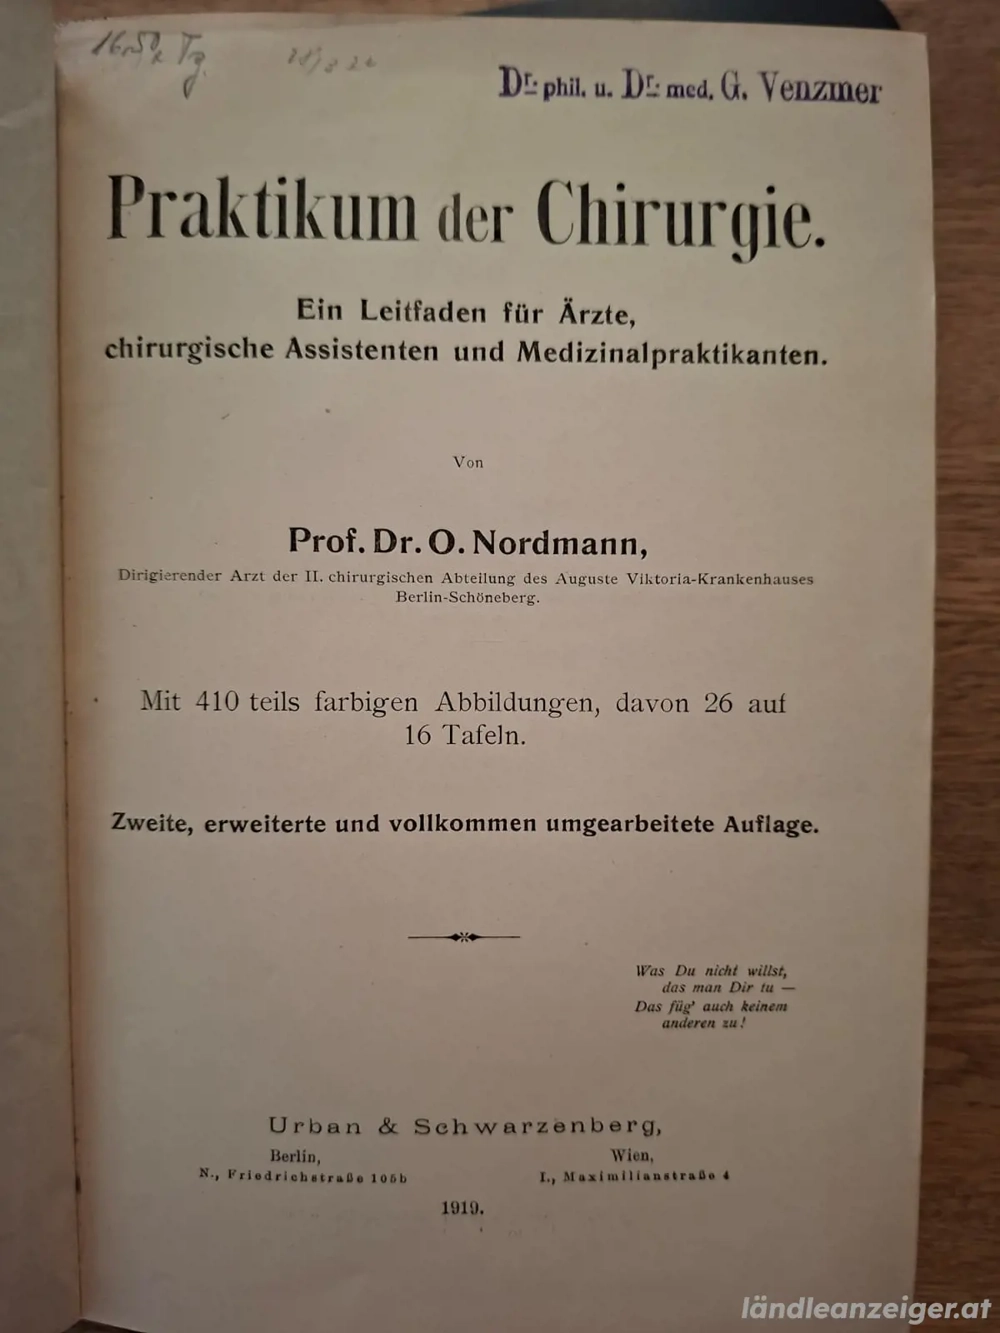 Dr. phil. u. Dr. med. G. Venzmer
Praktikum der Chirurgie.
Ein Leitfaden für Ärzte,
chirurgische Assistenten und Medizinalpraktikanten.
Von
Prof. Dr. O. Nordmann,
Dirigierender Arzt der II. chirurgischen Abteilung des Auguste Viktoria-Krankenhauses
Berlin-Schöneberg.
Mit 410 teils farbigen Abbildungen, davon 26 auf
16 Tafeln.
Zweite, erweiterte und vollkommen umgearbeitete Auflage.
Was Du nicht willst,
das man Dir tu —
Das füg' auch keinem
anderen zu!
Urban & Schwarzenberg,
Berlin, Wien,
N., Friedrichstraße 105b I., Maximilianstraße 4
1919.
ländleanzeiger.at